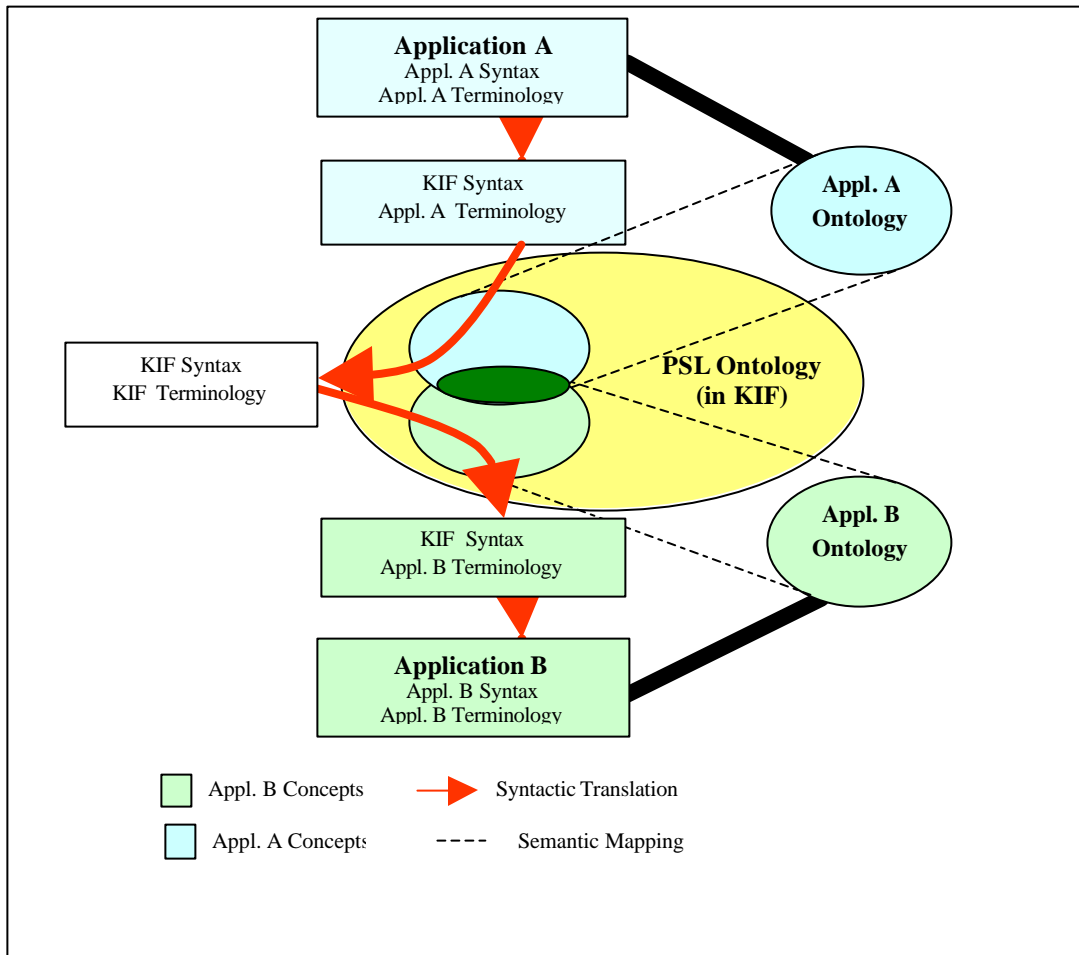 Application A
Appl. A Syntax
Appl. A Terminology
KIF Syntax
Appl. A Terminology
Appl. A
Ontology
KIF Syntax
KIF Terminology
PSL Ontology
(in KIF)
KIF Syntax
Appl. B Terminology
Appl. B
Ontology
Application B
Appl. B Syntax
Appl. B Terminology
Appl. B Concepts
Syntactic Translation
Appl. A Concepts
Semantic Mapping